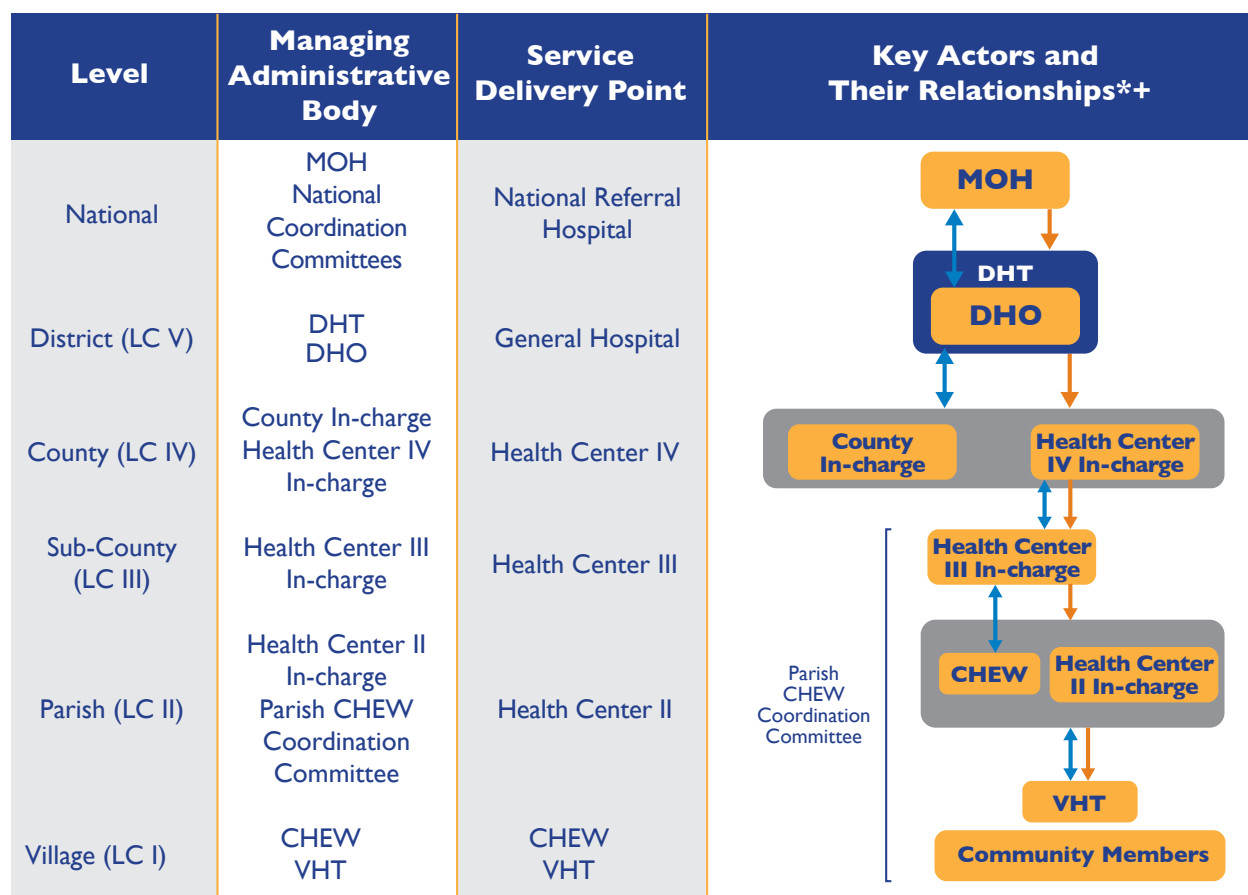 Level
Managing
Administrative
Body
Service
Delivery Point
Key Actors and
Their Relationships*+
National
MOH
National
Coordination
Committees
National Referral
Hospital
District (LC V)
DHT
DHO
General Hospital
County (LC IV)
County In-charge
Health Center IV
In-charge
Health Center IV
Sub-County
(LC III)
Health Center III
In-charge
Health Center III
Parish (LC II)
Health Center II
In-charge
Parish CHEW
Coordination
Committee
Health Center II
Village (LC I)
CHEW
VHT
CHEW
VHT
MOH
DHT
DHO
County
In-charge
Health Center
IV In-charge
Health Center
III In-charge
CHEW
Health Center
II In-charge
Parish
CHEW
Coordination
Committee
VHT
Community Members